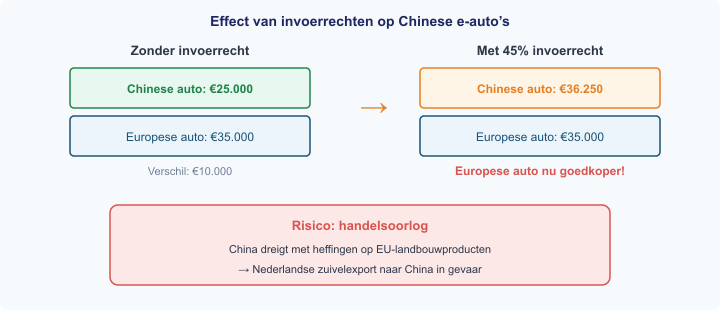 Effect van invoerrechten op Chinese e-auto’s
Zonder invoerrecht
Chinese auto: €25.000
Europese auto: €35.000
Verschil: €10.000
→
Met 45% invoerrecht
Chinese auto: €36.250
Europese auto: €35.000
Europese auto nu goedkoper!
Risico: handelsoorlog
China dreigt met heffingen op EU-landbouwproducten
→ Nederlandse zuivelexport naar China in gevaar